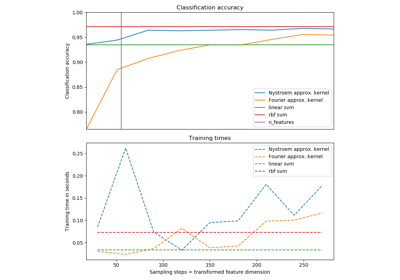 Classification accuracy
1.00
0.95
0.90
0.85
0.80
Classification accuracy
Nystroem approx. kernel
Fourier approx. kernel
linear svm
rbf svm
n_features
Training times
0.25
0.20
0.15
0.10
0.05
Training time in seconds
Nystroem approx. kernel
Fourier approx. kernel
linear svm
rbf svm
50
100
150
200
250
Sampling steps = transformed feature dimension